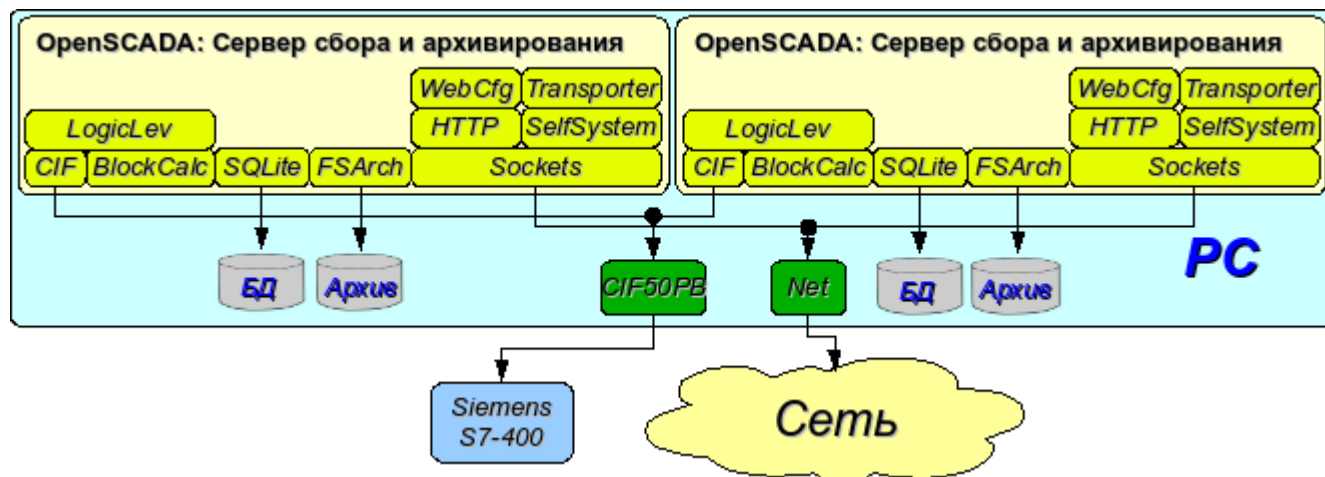 OpenSCADA: Сервер сбора и архивирования
WebCfg Transporter
LogicLev HTTP SelfSystem
CIF BlockCalc SQLite FSArch Sockets
OpenSCADA: Сервер сбора и архивирования
WebCfg Transporter
LogicLev HTTP SelfSystem
CIF BlockCalc SQLite FSArch Sockets
PC
БД Архив CIF50PB Net БД Архив
Siemens
S7-400
Сеть